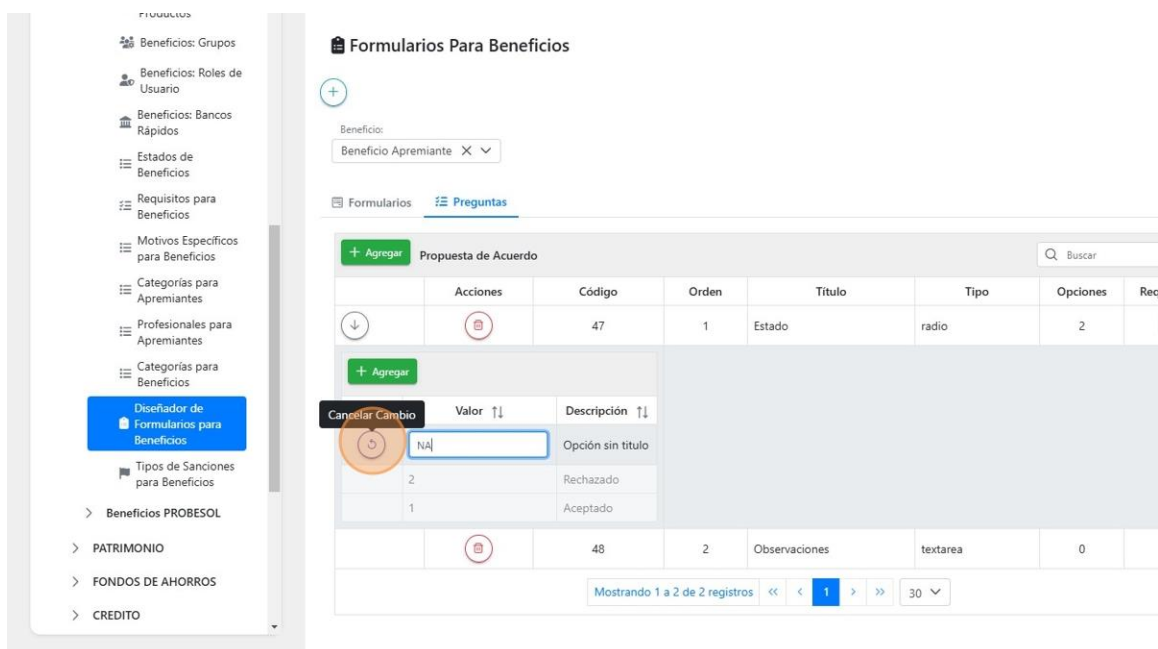 Productos
Beneficios: Grupos
Beneficios: Roles de
Usuario
Beneficios: Bancos
Rápidos
Estados de
Beneficios
Requisitos para
Beneficios
Motivos Específicos
para Beneficios
Categorías para
Apremiantes
Profesionales para
Apremiantes
Categorías para
Beneficios
Diseñador de
Formularios para
Beneficios
Tipos de Sanciones
para Beneficios
Beneficios PROBESOL
PATRIMONIO
FONDOS DE AHORROS
CREDITO
Formularios Para Beneficios
Beneficio:
Beneficio Apremiante
Formularios Preguntas
+ Agregar Propuesta de Acuerdo Buscar
Acciones Código Orden Título Tipo Opciones Req
47 1 Estado radio 2
+ Agregar
Cancelar Cambio Valor Descripción
NA Opción sin titulo
2 Rechazado
1 Aceptado
48 2 Observaciones textarea 0
Mostrando 1 a 2 de 2 registros << < 1 > >> 30